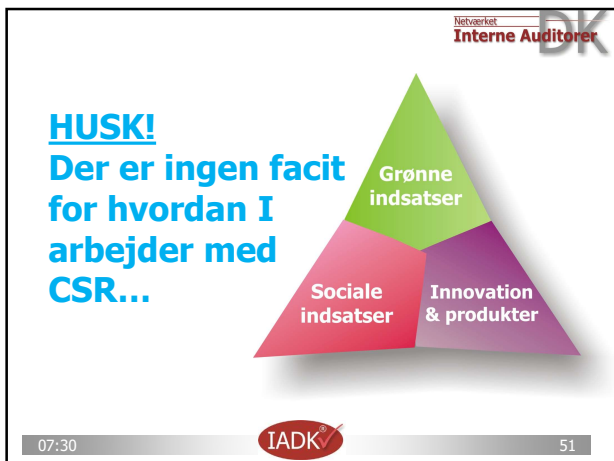 Netværket
Interne Auditorer
DK
HUSK!
Der er ingen facit
for hvordan I
arbejder med
CSR...
Grønne
indsatser
Sociale
indsatser
Innovation
& produkter
07:30
IADK®
51